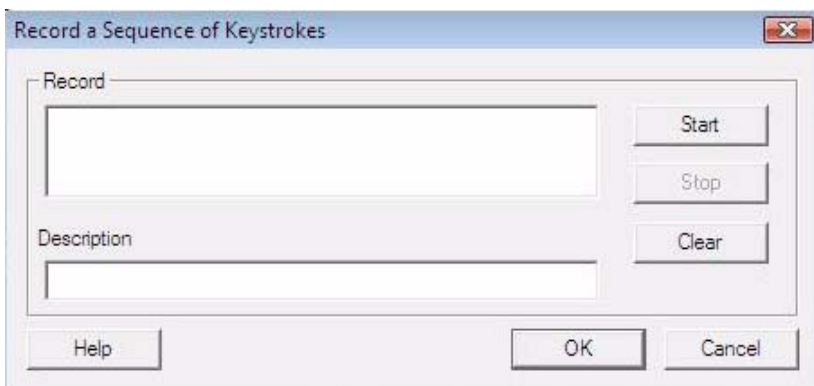 Record a Sequence of Keystrokes
Record
Start
Stop
Description
Clear
Help
OK
Cancel